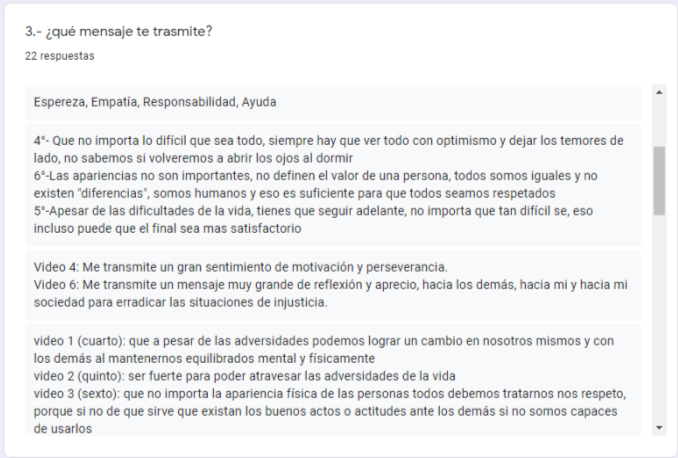 3.- ¿qué mensaje te trasmite?
22 respuestas
Espereza, Empatía, Responsabilidad, Ayuda
4°- Que no importa lo difícil que sea todo, siempre hay que ver todo con optimismo y dejar los temores de
lado, no sabemos si volveremos a abrir los ojos al dormir
6°-Las apariencias no son importantes, no definen el valor de una persona, todos somos iguales y no
existen "diferencias", somos humanos y eso es suficiente para que todos seamos respetados
5°-Apesar de las dificultades de la vida, tienes que seguir adelante, no importa que tan difícil se, eso
incluso puede que el final sea mas satisfactorio
Video 4: Me transmite un gran sentimiento de motivación y perseverancia.
Video 6: Me transmite un mensaje muy grande de reflexión y aprecio, hacia los demás, hacia mi y hacia mi
sociedad para erradicar las situaciones de injusticia.
video 1 (cuarto): que a pesar de las adversidades podemos lograr un cambio en nosotros mismos y con
los demás al mantenernos equilibrados mental y físicamente
video 2 (quinto): ser fuerte para poder atravesar las adversidades de la vida
video 3 (sexto): que no importa la apariencia física de las personas todos debemos tratarnos nos respeto,
porque si no de que sirve que existan los buenos actos o actitudes ante los demás si no somos capaces
de usarlos